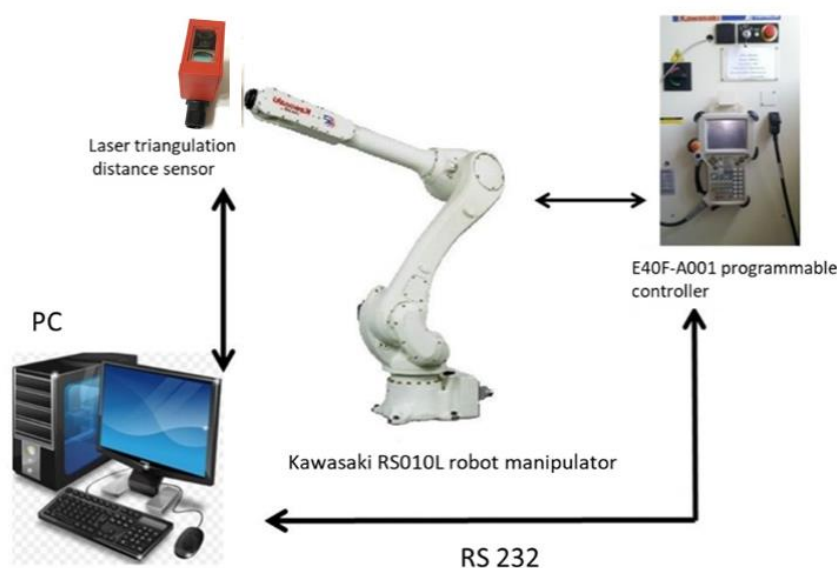 Laser triangulation
distance sensor
E40F-A001 programmable
controller
PC
Kawasaki RS010L robot manipulator
RS 232